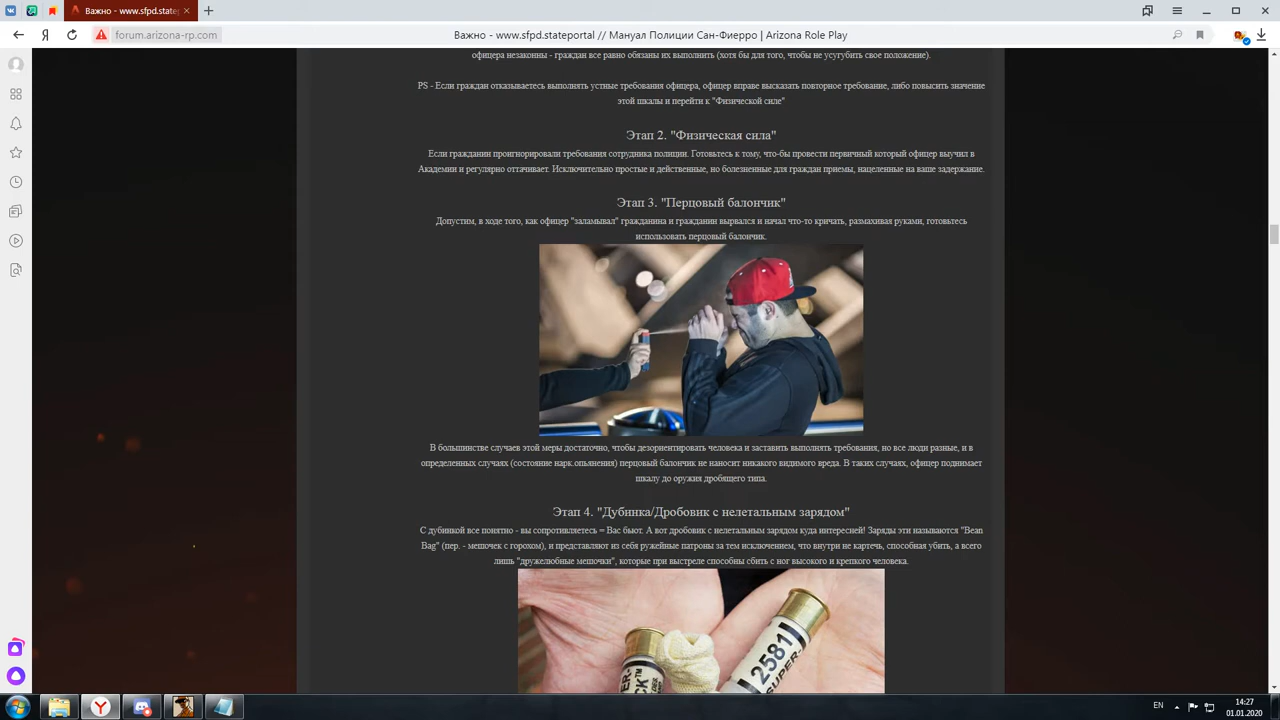 Важно - www.sfpd.state
forum.arizona-rp.com
Важно - www.sfpd.stateportal // Мануал Полиции Сан-Фиерро | Arizona Role Play
офицера незаконны - граждан все равно обязаны их выполнить (хотя бы для того, чтобы не усугубить свое положение).
PS - Если граждан отказываетесь выполнять устные требования офицера, офицер вправе высказать повторное требование, либо повысить значение
этой шкалы и перейти к "Физической силе"
Этап 2. "Физическая сила"
Если гражданин проигнорировали требования сотрудника полиции. Готовьтесь к тому, что-бы провести первичный который офицер выучил в
Академии и регулярно оттачивает. Исключительно простые и действенные, но болезненные для граждан приемы, нацеленные на ваше задержание.
Этап 3. "Перцовый балончик"
Допустим, в ходе того, как офицер "заламывал" гражданина и гражданин вырвался и начал что-то кричать, размахивая руками, готовьтесь
использовать перцовый балончик.
В большинстве случаев этой меры достаточно, чтобы дезориентировать человека и заставить выполнять требования, но все люди разные, и в
определенных случаях (состояние нарк.опьянения) перцовый балончик не наносит никакого видимого вреда. В таких случаях, офицер поднимает
шкалу до оружия дробящего типа.
Этап 4. "Дубинка/Дробовик с нелетальным зарядом"
С дубинкой все понятно - вы сопротивляетесь = Вас бьют. А вот дробовик с нелетальным зарядом куда интересней! Заряды эти называются "Bean
Bag" (пер. - мешочек с горохом), и представляют из себя ружейные патроны за тем исключением, что внутри не картечь, способная убить, а всего
лишь "дружелюбные мешочки", которые при выстреле способны сбить с ног высокого и крепкого человека.
2581
SUPER-
EN
14:27
01.01.2020